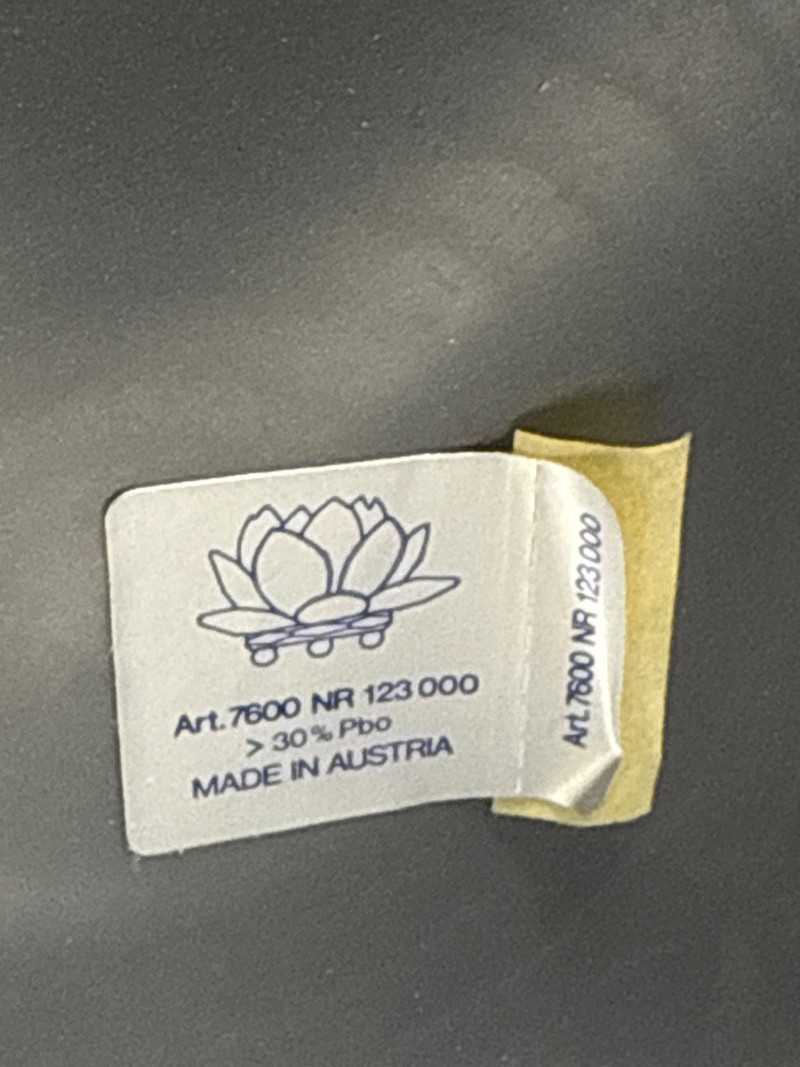 Art. 7600 NR 123 000
> 30% Pbo
MADE IN AUSTRIA
Art. 7600 NR 123 000